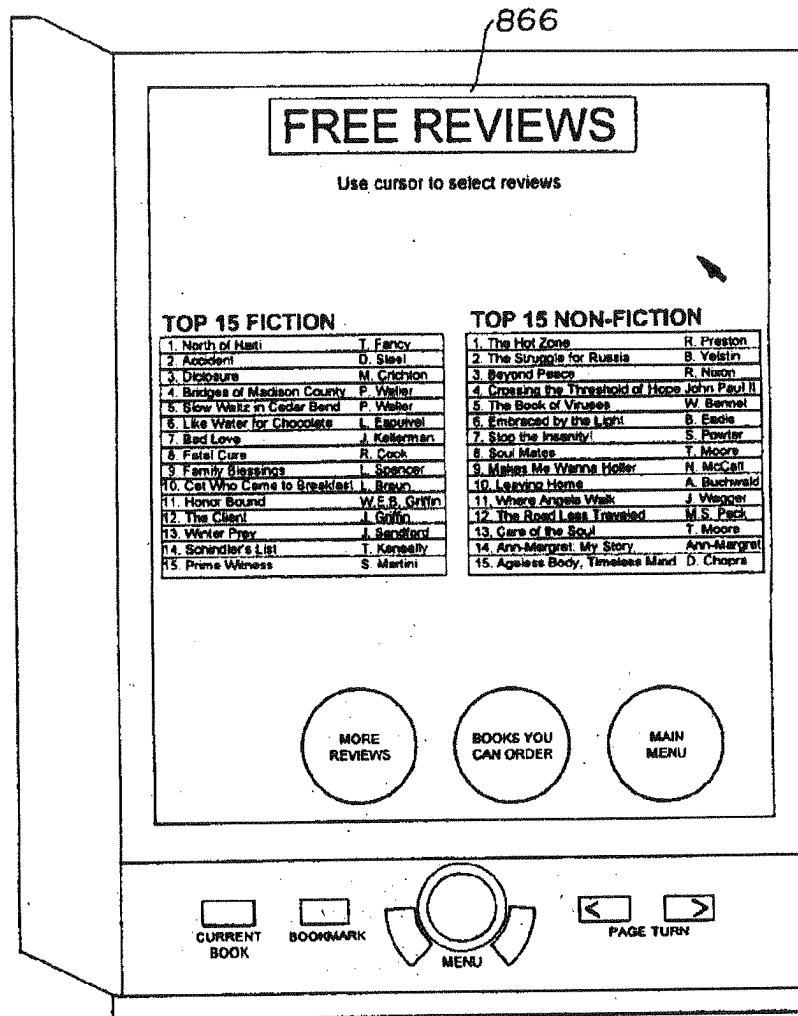 866
FREE REVIEWS
Use cursor to select reviews
TOP 15 FICTION
1. North of Haiti T. Fancy
2. Accident D. Steel
3. Diclosure M. Crichton
4. Bridges of Madison County P. Waller
5. Slow Waltz in Cedar Bend P. Waller
6. Like Water for Chocolate L. Esquivel
7. Bad Love J. Kellerman
8. Fatal Cure R. Cook
9. Family Blessings L. Spencer
10. Cat Who Came to Breakfast L. Braun
11. Honor Bound W.E.B. Griffin
12. The Client J. Griffin
13. Winter Prey J. Sandford
14. Schindler's List T. Keneally
15. Prime Witness S. Martini
TOP 15 NON-FICTION
1. The Hot Zone R. Preston
2. The Struggle for Russia B. Yelstin
3. Beyond Peace R. Nixon
4. Crossing the Threshold of Hope John Paul II
5. The Book of Viruses W. Bennet
6. Embraced by the Light B. Eadie
7. Stop the Insanity! S. Powter
8. Soul Mates T. Moore
9. Makes Me Wanna Holler N. McCall
10. Leaving Home A. Buchwald
11. Where Angels Walk J. Wagger
12. The Road Less Traveled M.S. Peck
13. Care of the Soul T. Moore
14. Ann-Margret: My Story Ann-Margret
15. Ageless Body, Timeless Mind D. Chopra
MORE
REVIEWS
BOOKS YOU
CAN ORDER
MAIN
MENU
CURRENT
BOOK
BOOKMARK
MENU
< >
PAGE TURN